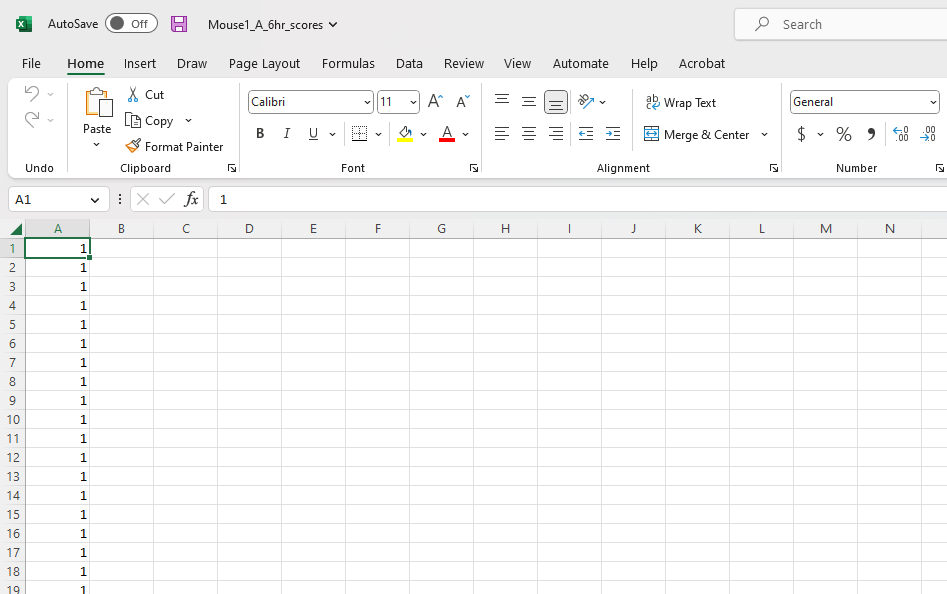 AutoSave Off Mouse1_A_6hr_scores Search
File Home Insert Draw Page Layout Formulas Data Review View Automate Help Acrobat
Paste Cut
Copy
Format Painter
Calibri 11 A A
B I U A
ab Wrap Text
Merge & Center
General
$ % , .00 .00
Undo Clipboard Font Alignment Number
A1 fx 1
A B C D E F G H I J K L M N
1 1
2 1
3 1
4 1
5 1
6 1
7 1
8 1
9 1
10 1
11 1
12 1
13 1
14 1
15 1
16 1
17 1
18 1
19 1